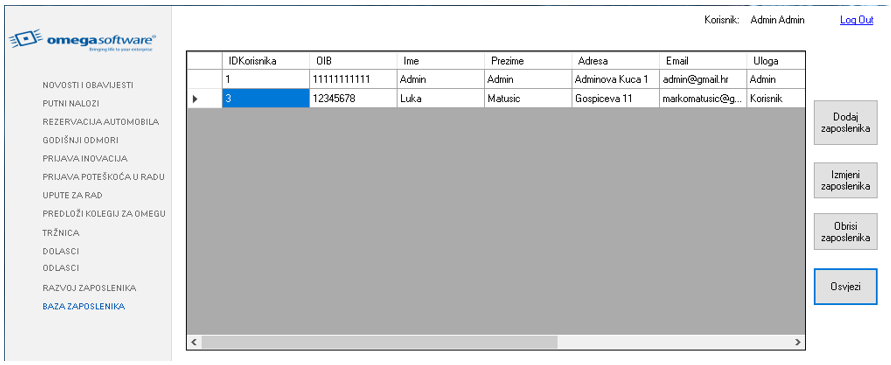 Korisnik: Admin Admin Log Out
omegasoftware®
Bringing life to your enterprise.
NOVOSTI I OBAVIJESTI
PUTNI NALOZI
REZERVACIJA AUTOMOBILA
GODIŠNJI ODMORI
PRIJAVA INOVACIJA
PRIJAVA POTEŠKOĆA U RADU
UPUTE ZA RAD
PREDLOŽI KOLEGIJ ZA OMEGU
TRŽNICA
DOLASCI
ODLASCI
RAZVOJ ZAPOSLENIKA
BAZA ZAPOSLENIKA
IDKorisnika OIB Ime Prezime Adresa Email Uloga
1 11111111111 Admin Admin Adminova Kuca 1 admin@gmail.hr Admin
3 12345678 Luka Matusic Gospiceva 11 markomatusic@g... Korisnik
Dodaj
zaposlenika
Izmjeni
zaposlenika
Obrisi
zaposlenika
Osvjezi